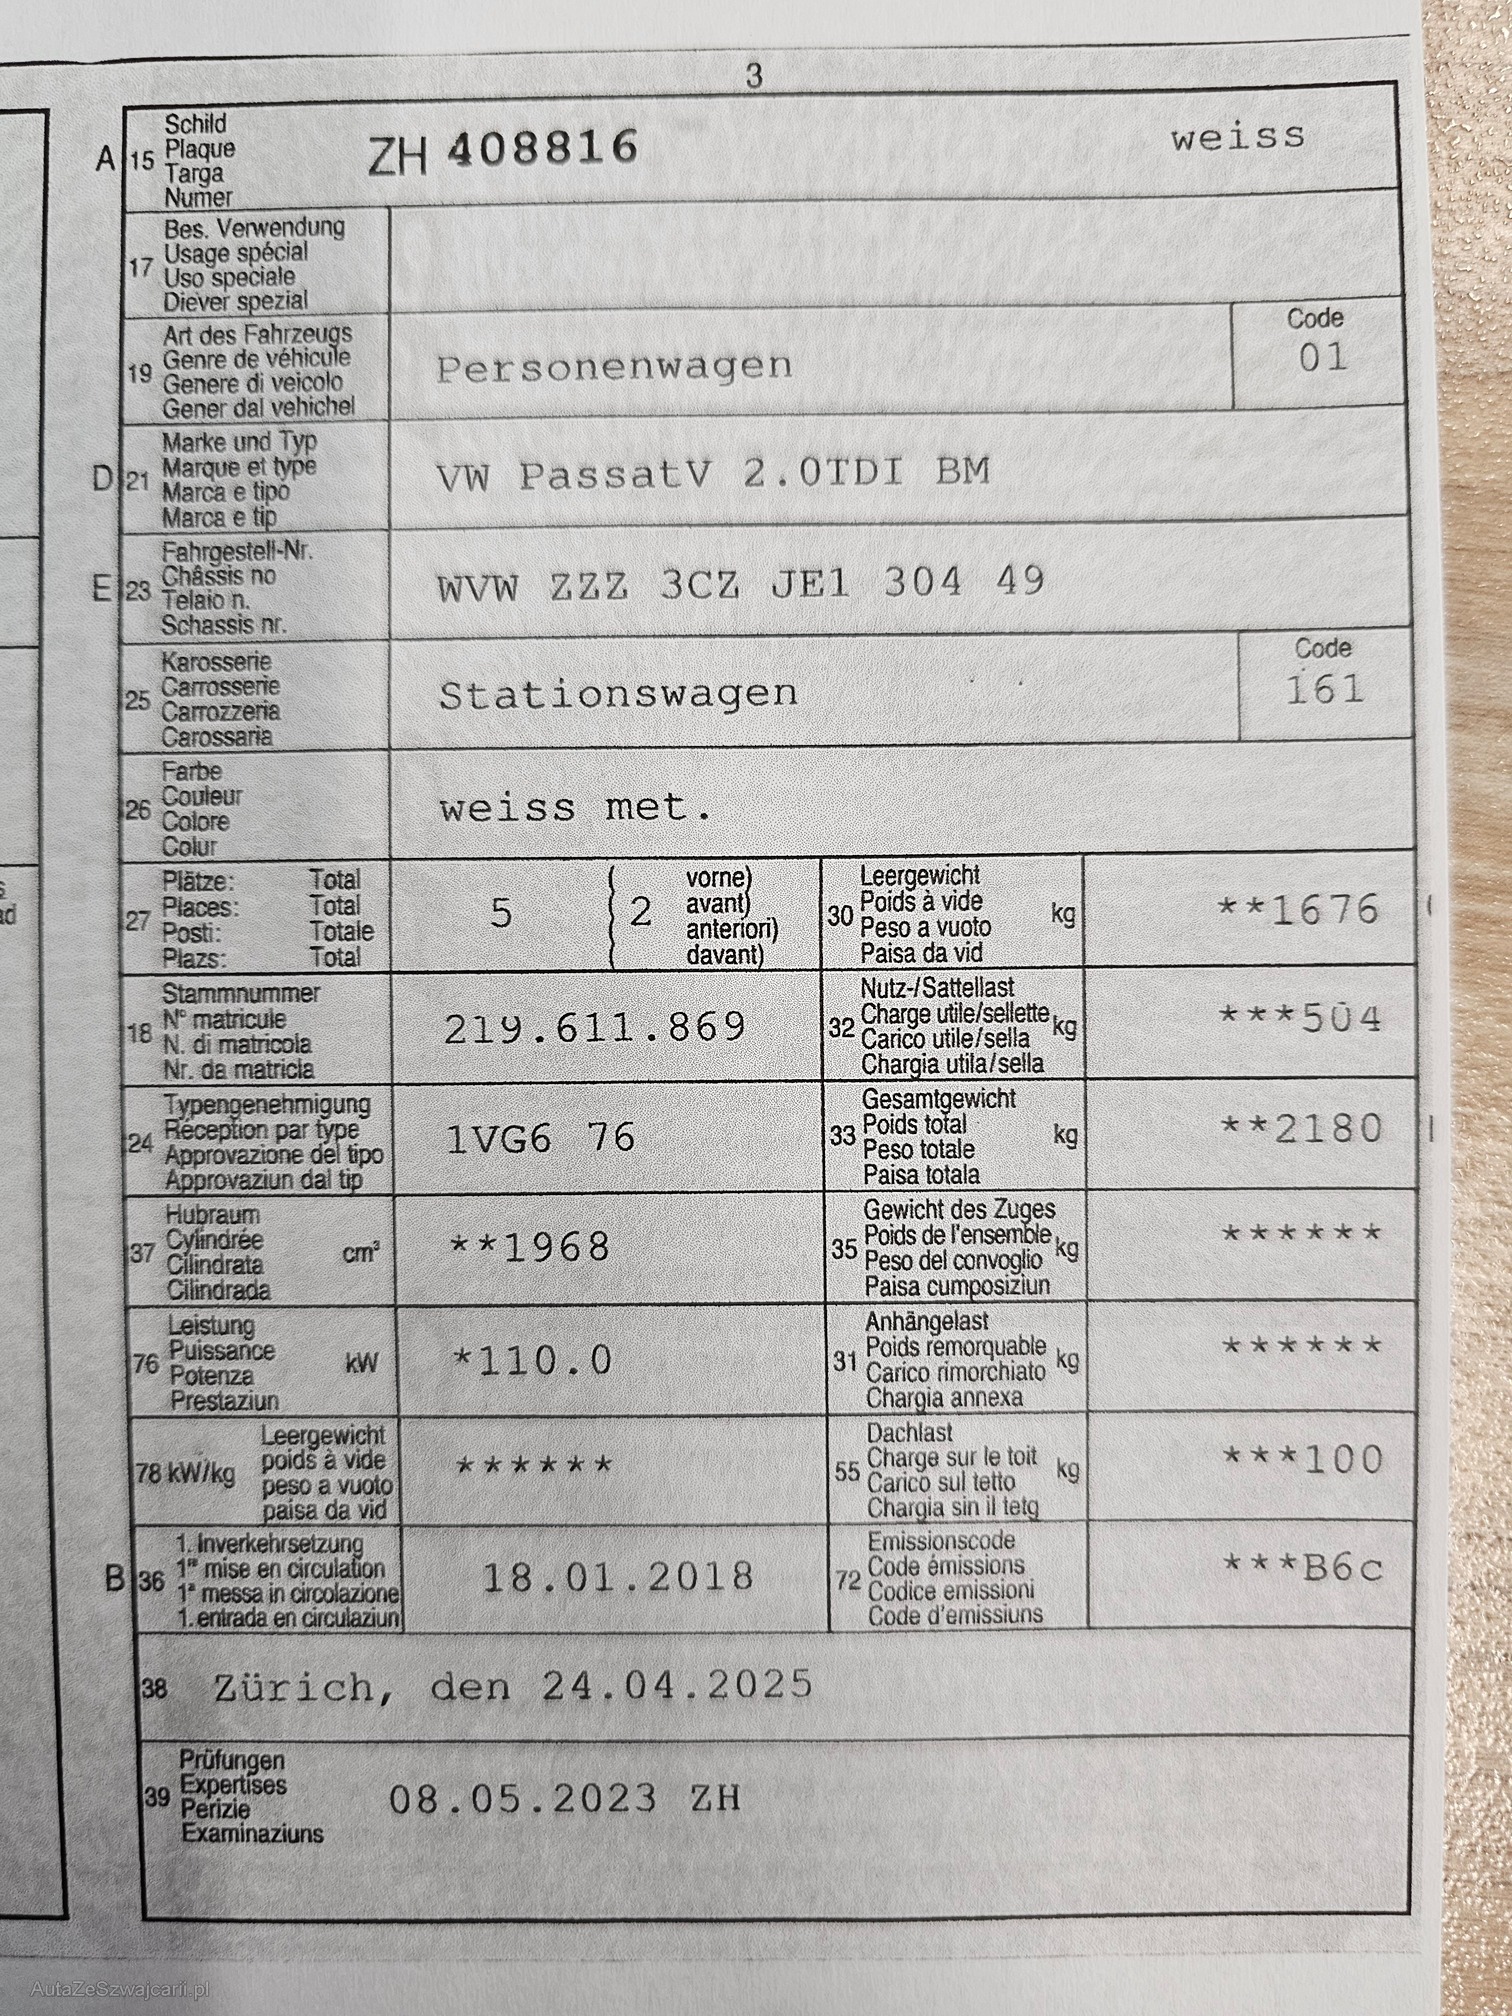 3
A 15 Schild
Plaque
Targa
Numer
ZH 408816 weiss
17 Bes. Verwendung
Usage spécial
Uso speciale
Diever spezial
19 Art des Fahrzeugs
Genre de véhicule
Genere di veicolo
Gener dal vehichel
Personenwagen
Code
01
D 21 Marke und Typ
Marque et type
Marca e tipo
Marca e tip
VW PassatV 2.0TDI BM
E 23 Fahrgestell-Nr.
Châssis no
Telaio n.
Schassis nr.
WVW ZZZ 3CZ JE1 304 49
25 Karosserie
Carrosserie
Carrozzeria
Carossaria
Stationswagen
Code
161
26 Farbe
Couleur
Colore
Colur
weiss met.
27 Plätze: Total
Places: Total
Posti: Totale
Plazs: Total
5 ( 2 vorne)
avant)
anteriori)
davant)
30 Leergewicht
Poids à vide
Peso a vuoto
Paisa da vid
kg
**1676
18 Stammnummer
N° matricule
N. di matricola
Nr. da matricla
219.611.869
32 Nutz-/Sattellast
Charge utile/sellette
Carico utile/sella
Chargia utila/sella
kg
***504
24 Typengenehmigung
Réception par type
Approvazione del tipo
Approvaziun dal tip
1VG6 76
33 Gesamtgewicht
Poids total
Peso totale
Paisa totala
kg
**2180
37 Hubraum
Cylindrée
Cilindrata
Cilindrada
cm³
**1968
35 Gewicht des Zuges
Poids de l'ensemble
Peso del convoglio
Paisa cumposiziun
kg
******
76 Leistung
Puissance
Potenza
Prestaziun
kW
*110.0
31 Anhängelast
Poids remorquable
Carico rimorchiato
Chargia annexa
kg
******
78 kW/kg Leergewicht
poids à vide
peso a vuoto
paisa da vid
******
55 Dachlast
Charge sur le toit
Carico sul tetto
Chargia sin il tetg
kg
***100
B 36 1. Inverkehrsetzung
1re mise en circulation
1a messa in circolazione
1. entrada en circulaziun
18.01.2018
72 Emissionscode
Code émissions
Codice emissioni
Code d'emissiuns
***B6c
38 Zürich, den 24.04.2025
39 Prüfungen
Expertises
Perizie
Examinaziuns
08.05.2023 ZH
AutaZeSzwajcarii.pl